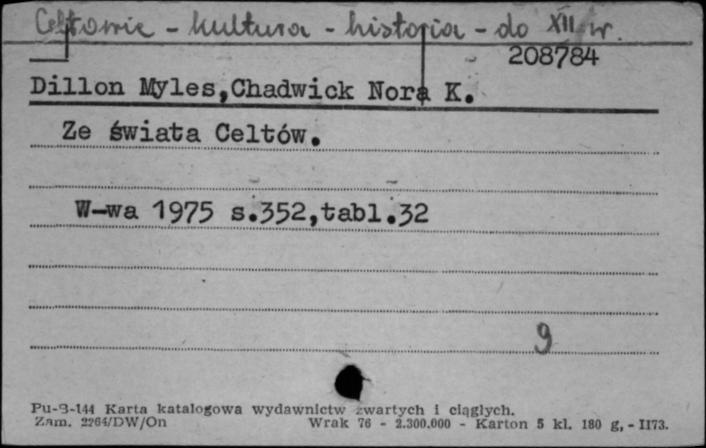 Celtowie - kultura - historia - do XII w.
208784
Dillon Myles,Chadwick Nora K.
Ze świata Celtów.
W-wa 1975 s.352,tabl.32
9
Pu-B-144 Karta katalogowa wydawnictw zwartych i ciągłych.
Zam. 2264/DW/On Wrak 76 - 2.300.000 - Karton 5 kl. 180 g, - II73.